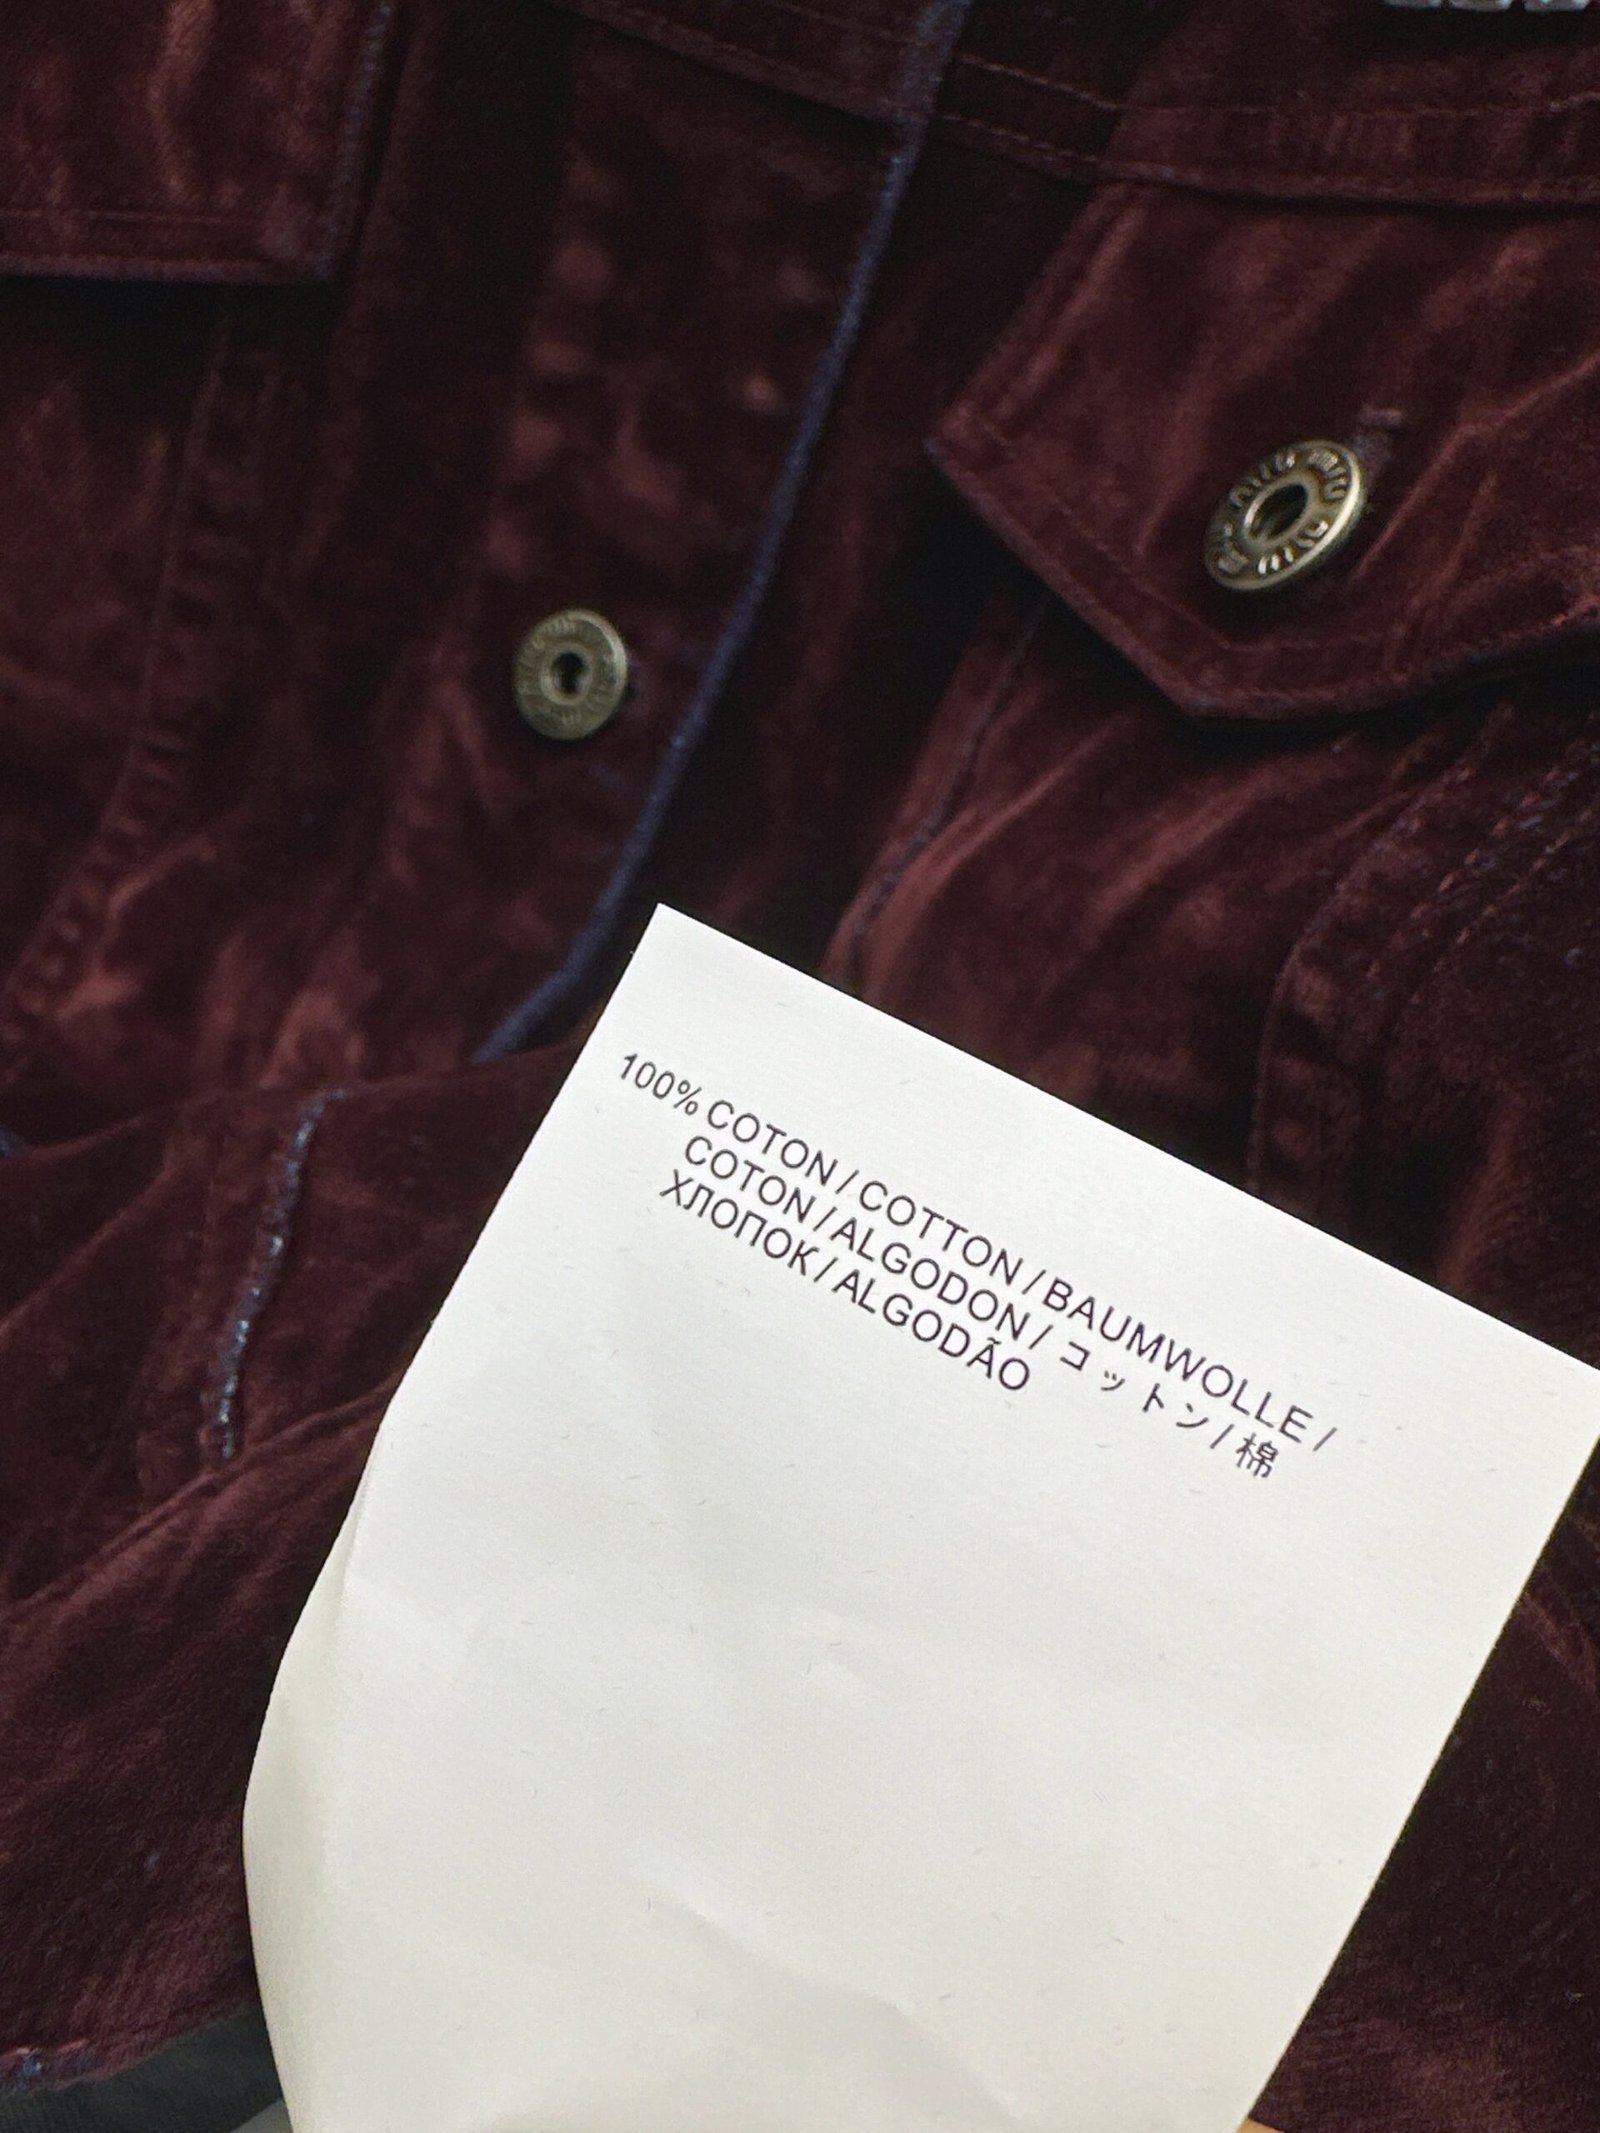 100% COTON / COTTON / BAUMWOLLE /
COTON / ALGODON / コットン / 棉
ХЛОПОК / ALGODÃO